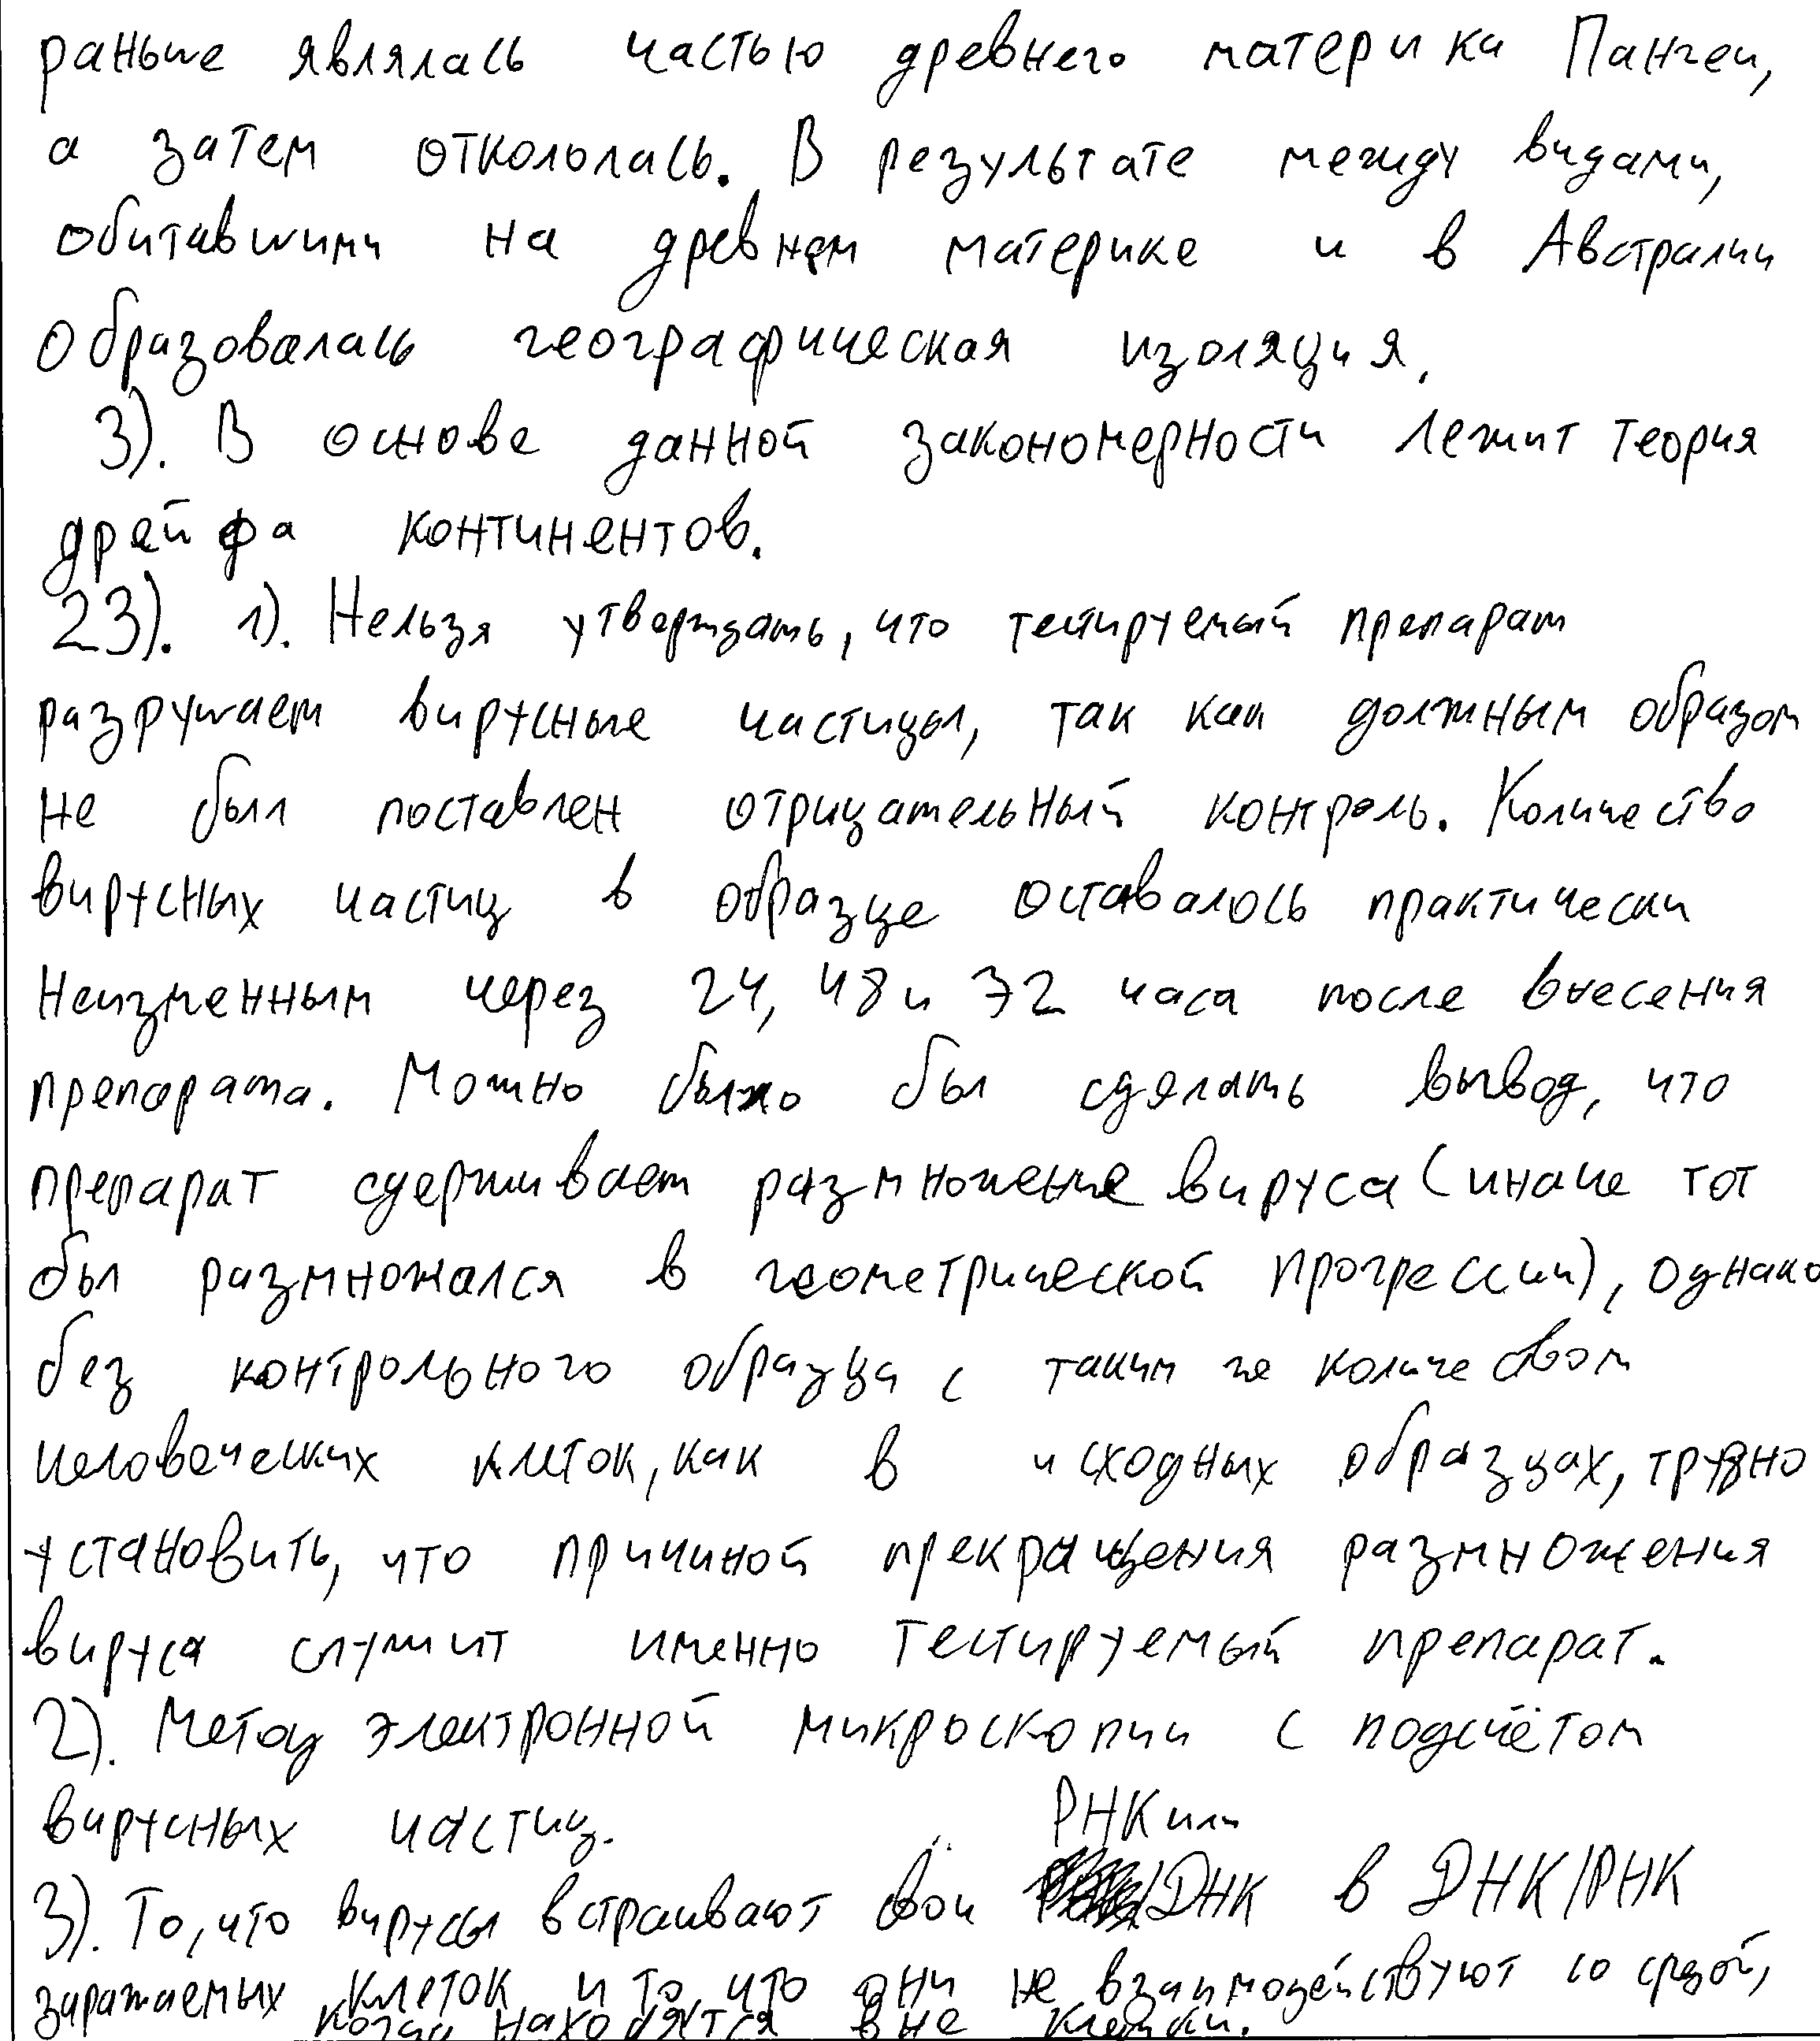 раньше являлась частью древнего материка Пангеи,
а затем откололась. В результате между видами,
обитавшими на древнем материке и в Австралии
образовалась географическая изоляция.
3). В основе данной закономерности лежит теория
дрейфа континентов.
23). 1). Нельзя утверждать, что тестируемый препарат
разрушает вирусные частицы, так как должным образом
не был поставлен отрицательный контроль. Количество
вирусных частиц в образце оставалось практически
неизменным через 24, 48 и 72 часа после внесения
препарата. Можно было бы сделать вывод, что
препарат сдерживает размножение вируса (иначе тот
бы размножался в геометрической прогрессии), однако
без контрольного образца с таким же количеством
человеческих клеток, как в исходных образцах, трудно
установить, что причиной прекращения размножения
вируса служит именно тестируемый препарат.
2). Метод электронной микроскопии с подсчётом
вирусных частиц.
3). То, что вирусы встраивают свои РНК или ДНК в ДНК/РНК
заражаемых клеток и то, что они не взаимодействуют со средой,
когда находятся вне клетки.